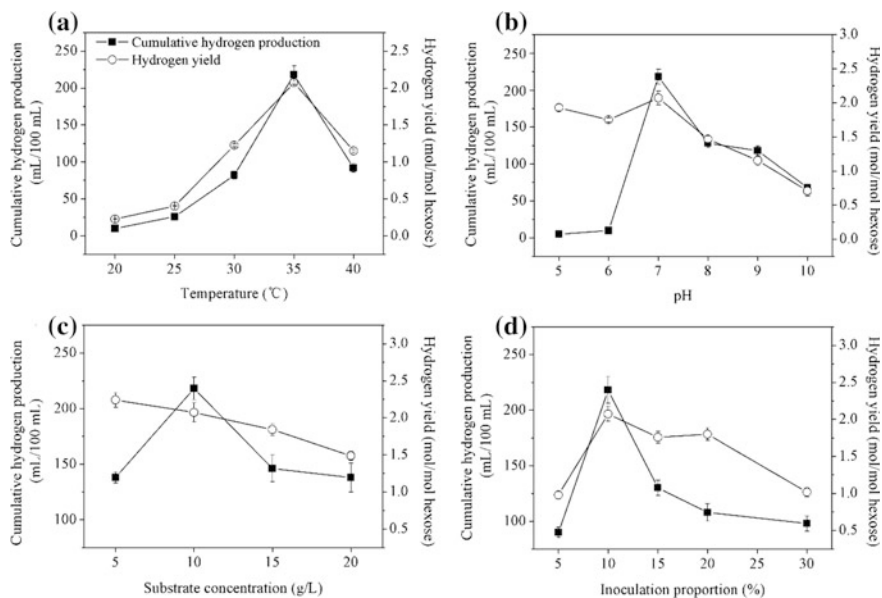 (a)
Cumulative hydrogen production
Hydrogen yield
Cumulative hydrogen production
(mL/100 mL)
250
200
150
100
50
0
2.5
2.0
1.5
1.0
0.5
0.0
Hydrogen yield (mol/mol hexose)
20 25 30 35 40
Temperature (℃)
(b)
Cumulative hydrogen production
(mL/100 mL)
250
200
150
100
50
0
3.0
2.5
2.0
1.5
1.0
0.5
0.0
Hydrogen yield (mol/mol hexose)
5 6 7 8 9 10
pH
(c)
Cumulative hydrogen production
(mL/100 mL)
250
200
150
100
3.0
2.5
2.0
1.5
1.0
0.5
Hydrogen yield (mol/mol hexose)
5 10 15 20
Substrate concentration (g/L)
(d)
Cumulative hydrogen production
(mL/100 mL)
250
200
150
100
3.0
2.5
2.0
1.5
1.0
0.5
Hydrogen yield (mol/mol hexose)
5 10 15 20 25 30
Inoculation proportion (%)